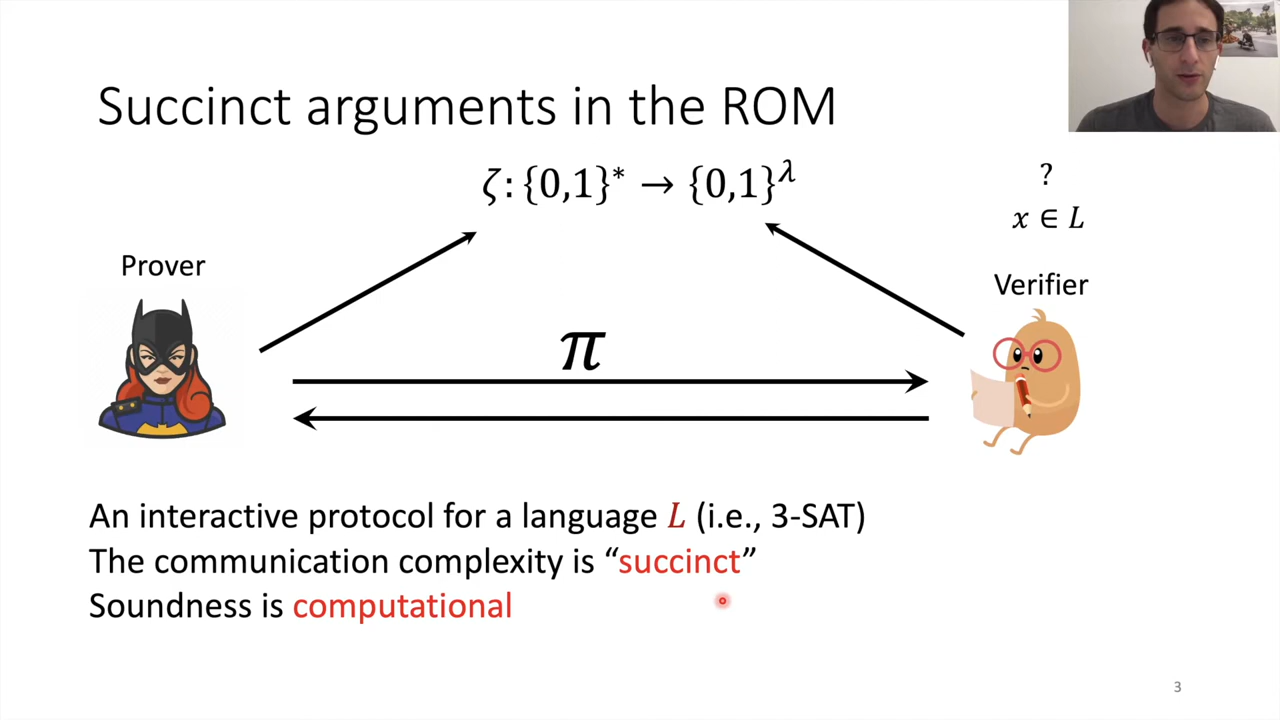 Succinct arguments in the ROM
ζ: {0,1}* → {0,1}^λ
?
x ∈ L
Prover
Verifier
π
An interactive protocol for a language L (i.e., 3-SAT)
The communication complexity is “succinct”
Soundness is computational
3